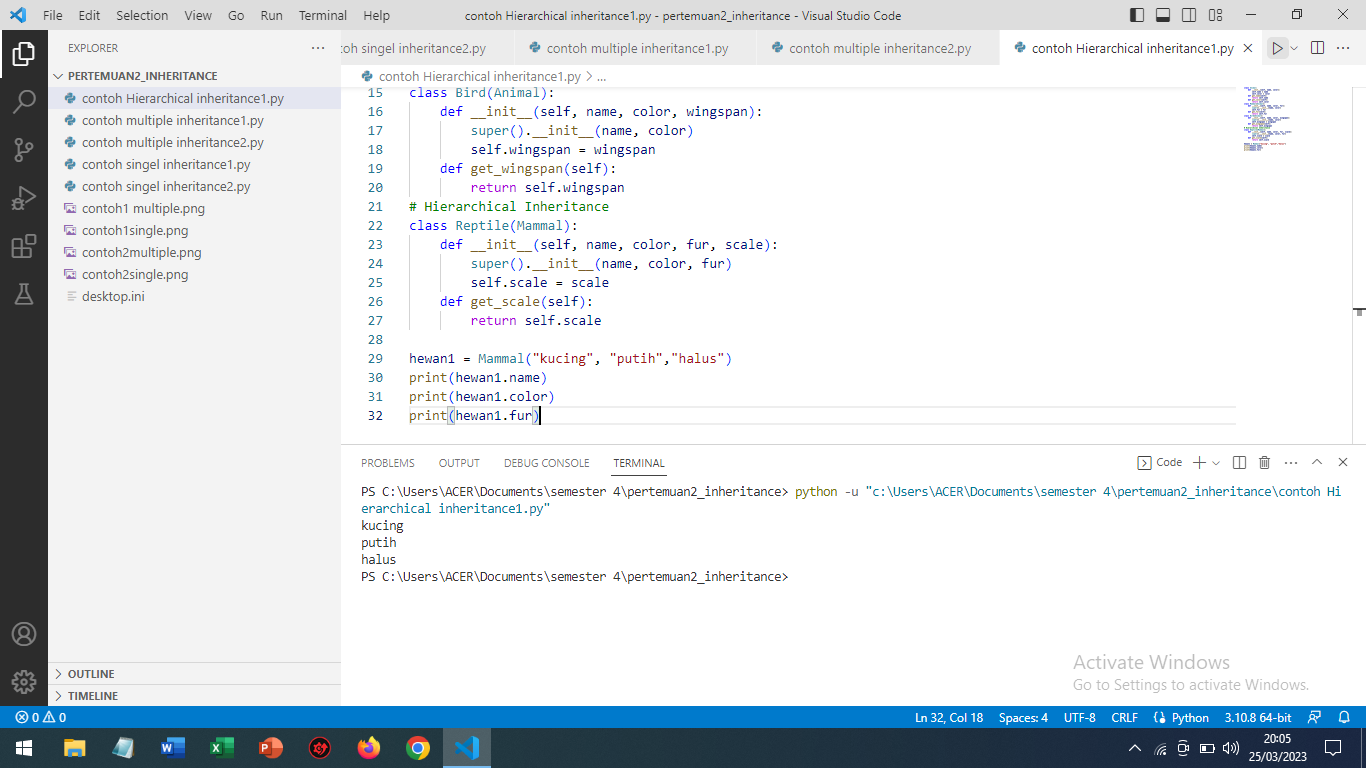 File Edit Selection View Go Run Terminal Help
contoh Hierarchical inheritance1.py - pertemuan2_inheritance - Visual Studio Code
EXPLORER
PERTEMUAN2_INHERITANCE
contoh Hierarchical inheritance1.py
contoh multiple inheritance1.py
contoh multiple inheritance2.py
contoh singel inheritance1.py
contoh singel inheritance2.py
contoh1 multiple.png
contoh1single.png
contoh2multiple.png
contoh2single.png
desktop.ini
OUTLINE
TIMELINE
singel inheritance2.py contoh multiple inheritance1.py contoh multiple inheritance2.py contoh Hierarchical inheritance1.py
contoh Hierarchical inheritance1.py > ...
15 class Bird(Animal):
16 def __init__(self, name, color, wingspan):
17 super().__init__(name, color)
18 self.wingspan = wingspan
19 def get_wingspan(self):
20 return self.wingspan
21 # Hierarchical Inheritance
22 class Reptile(Mammal):
23 def __init__(self, name, color, fur, scale):
24 super().__init__(name, color, fur)
25 self.scale = scale
26 def get_scale(self):
27 return self.scale
28
29 hewan1 = Mammal("kucing", "putih","halus")
30 print(hewan1.name)
31 print(hewan1.color)
32 print(hewan1.fur)
PROBLEMS OUTPUT DEBUG CONSOLE TERMINAL
Code
PS C:\Users\ACER\Documents\semester 4\pertemuan2_inheritance> python -u "c:\Users\ACER\Documents\semester 4\pertemuan2_inheritance\contoh Hi
erarchical inheritance1.py"
kucing
putih
halus
PS C:\Users\ACER\Documents\semester 4\pertemuan2_inheritance>
Activate Windows
Go to Settings to activate Windows.
0 0
Ln 32, Col 18 Spaces: 4 UTF-8 CRLF Python 3.10.8 64-bit
20:05
25/03/2023